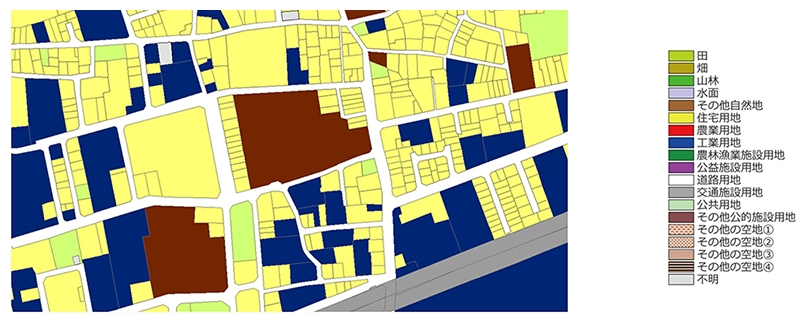 田
畑
山林
水面
その他自然地
住宅用地
農業用地
工業用地
農林漁業施設用地
公益施設用地
道路用地
交通施設用地
公共用地
その他公的施設用地
その他の空地①
その他の空地②
その他の空地③
その他の空地④
不明